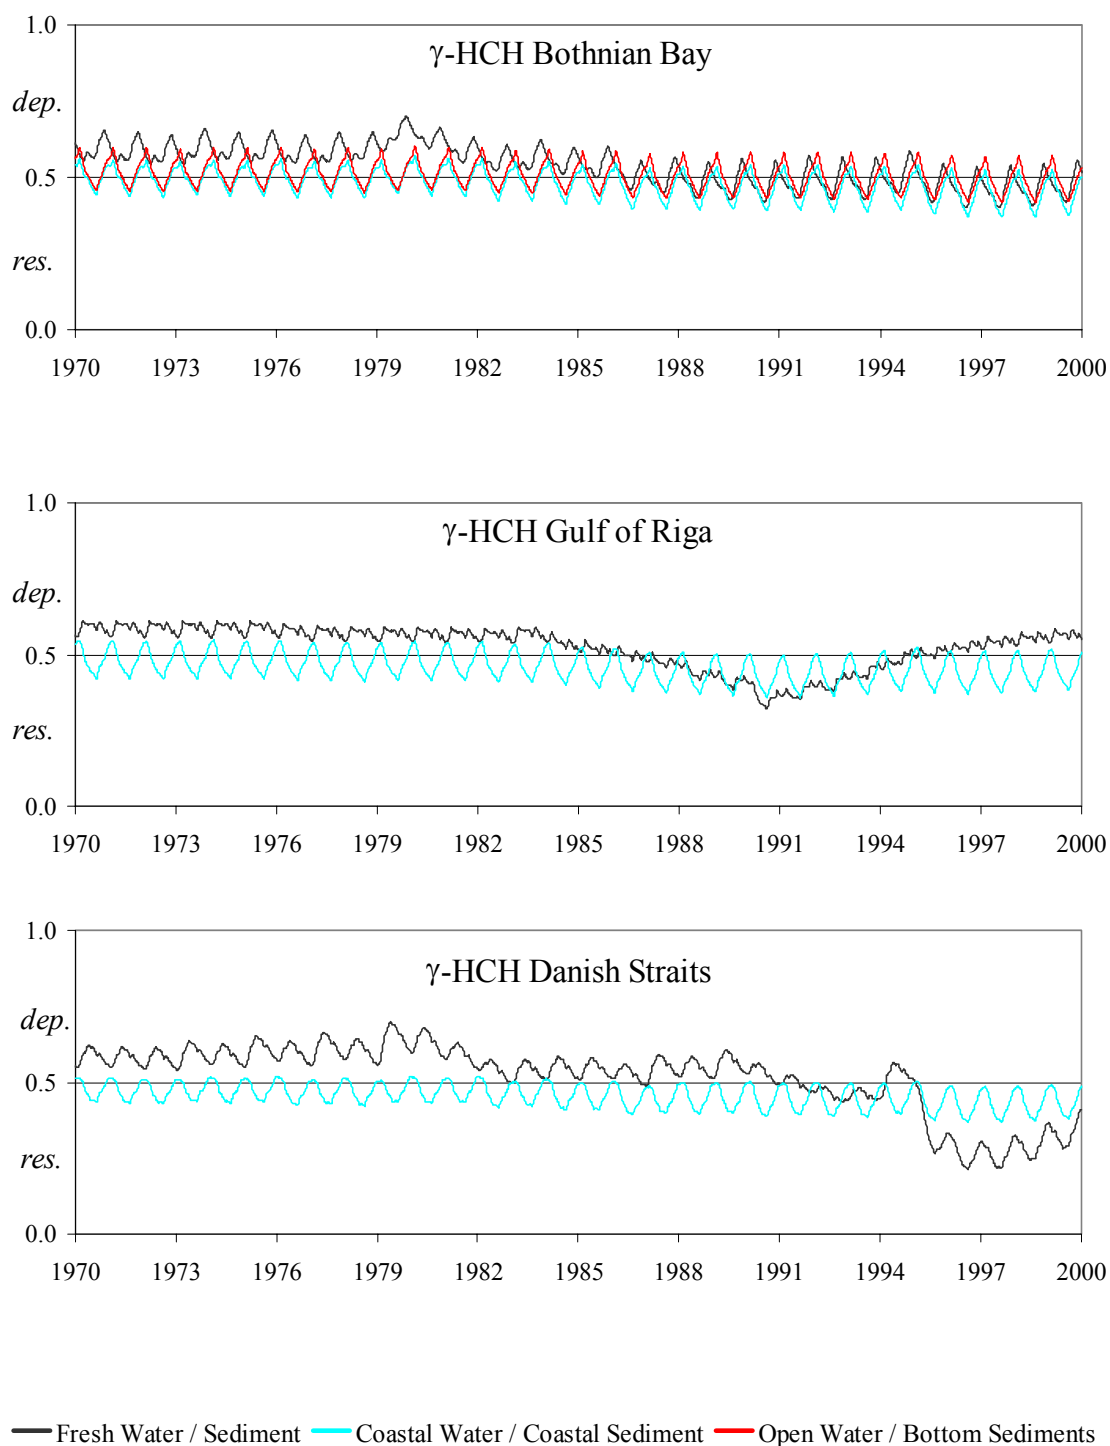 1.0
γ-HCH Bothnian Bay
dep.
0.5
res.
0.0
1970 1973 1976 1979 1982 1985 1988 1991 1994 1997 2000
1.0
γ-HCH Gulf of Riga
dep.
0.5
res.
0.0
1970 1973 1976 1979 1982 1985 1988 1991 1994 1997 2000
1.0
γ-HCH Danish Straits
dep.
0.5
res.
0.0
1970 1973 1976 1979 1982 1985 1988 1991 1994 1997 2000
Fresh Water / Sediment Coastal Water / Coastal Sediment Open Water / Bottom Sediments